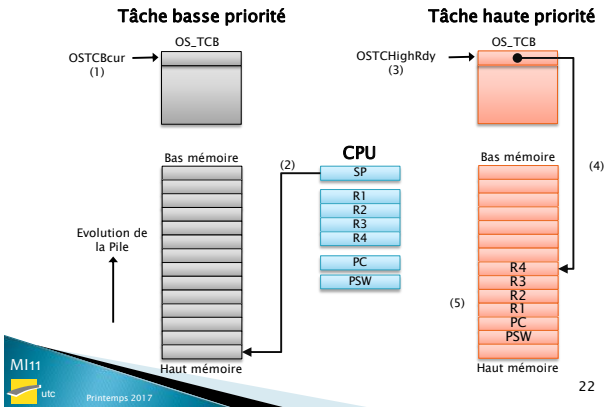 Tâche basse priorité
Tâche haute priorité
OS_TCB
OSTCBcur
(1)
OS_TCB
OSTCHighRdy
(3)
Bas mémoire
(2)
CPU
SP
R1
R2
R3
R4
PC
PSW
Evolution de
la Pile
Haut mémoire
Bas mémoire
(4)
R4
R3
R2
R1
PC
PSW
(5)
Haut mémoire
MI11
utc
Printemps 2017
22